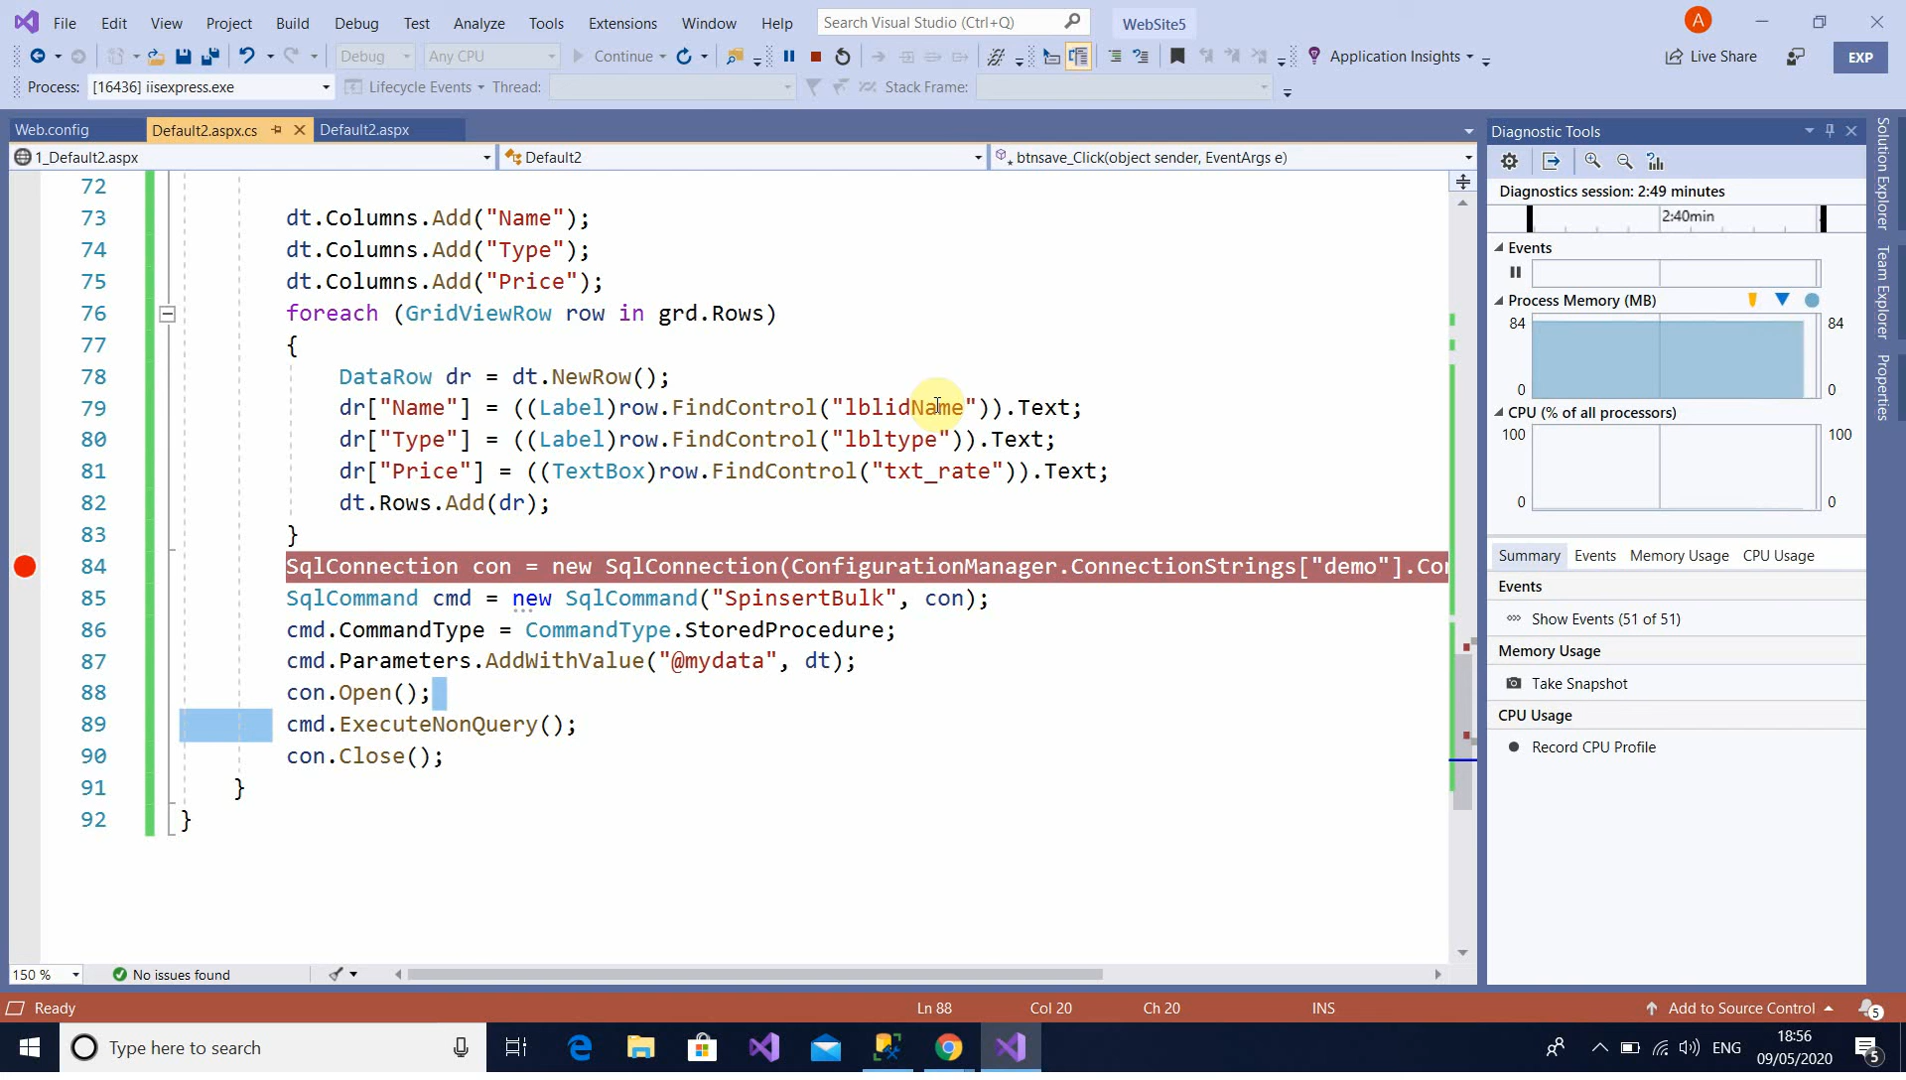 File Edit View Project Build Debug Test Analyze Tools Extensions Window Help Search Visual Studio (Ctrl+Q) WebSite5 A
Debug Any CPU Continue Application Insights Live Share EXP
Process: [16436] iisexpress.exe Lifecycle Events Thread: Stack Frame:
Web.config Default2.aspx.cs Default2.aspx
1_Default2.aspx Default2 btnsave_Click(object sender, EventArgs e)
72
73 dt.Columns.Add("Name");
74 dt.Columns.Add("Type");
75 dt.Columns.Add("Price");
76 foreach (GridViewRow row in grd.Rows)
77 {
78 DataRow dr = dt.NewRow();
79 dr["Name"] = ((Label)row.FindControl("lblidName")).Text;
80 dr["Type"] = ((Label)row.FindControl("lbltype")).Text;
81 dr["Price"] = ((TextBox)row.FindControl("txt_rate")).Text;
82 dt.Rows.Add(dr);
83 }
84 SqlConnection con = new SqlConnection(ConfigurationManager.ConnectionStrings["demo"].Con
85 SqlCommand cmd = new SqlCommand("SpinsertBulk", con);
86 cmd.CommandType = CommandType.StoredProcedure;
87 cmd.Parameters.AddWithValue("@mydata", dt);
88 con.Open();
89 cmd.ExecuteNonQuery();
90 con.Close();
91 }
92 }
150 % No issues found
Diagnostic Tools
Diagnostics session: 2:49 minutes
2:40min
Events
Process Memory (MB)
84 84
0 0
CPU (% of all processors)
100 100
0 0
Summary Events Memory Usage CPU Usage
Events
Show Events (51 of 51)
Memory Usage
Take Snapshot
CPU Usage
Record CPU Profile
Solution Explorer
Team Explorer
Properties
Ready Ln 88 Col 20 Ch 20 INS Add to Source Control 5
Type here to search ENG 18:56
09/05/2020 5